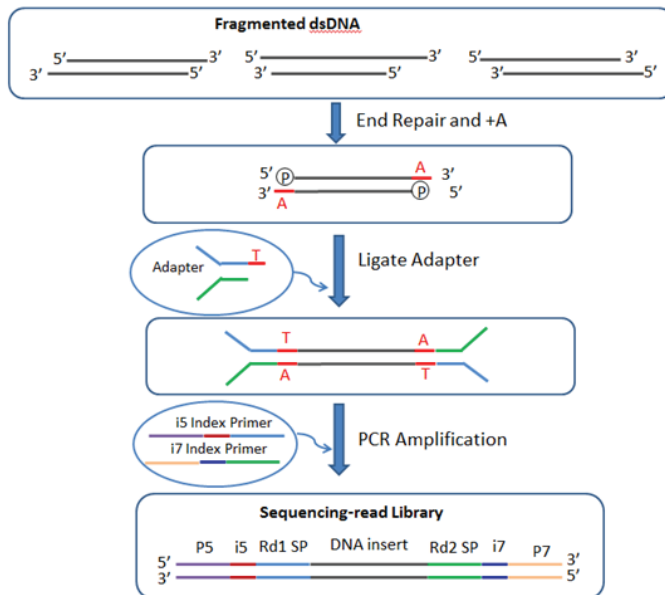 Fragmented dsDNA
5’ 3’ 5’ 3’ 5’ 3’
3’ 5’ 3’ 5’ 3’ 5’
End Repair and +A
5’ P A 3’
3’ A P 5’
Adapter T
Ligate Adapter
T A
A T
i5 Index Primer
i7 Index Primer
PCR Amplification
Sequencing-read Library
P5 i5 Rd1 SP DNA insert Rd2 SP i7 P7
5’ 3’
3’ 5’